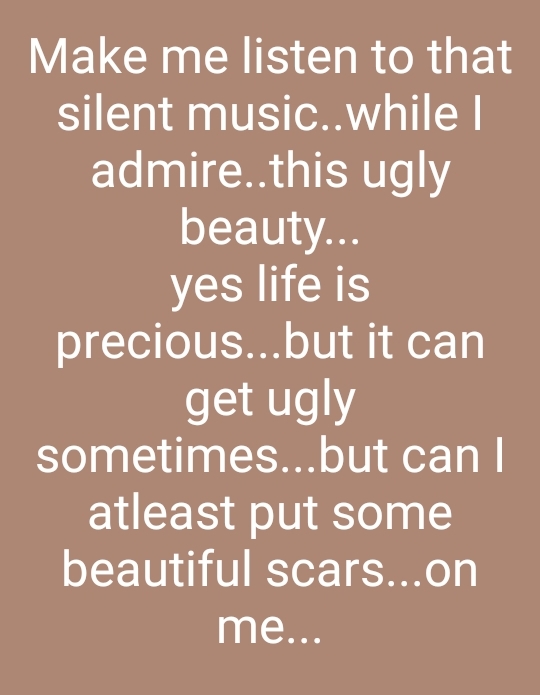 Make me listen to that
silent music..while I
admire..this ugly
beauty...
yes life is
precious...but it can
get ugly
sometimes...but can I
atleast put some
beautiful scars...on
me...